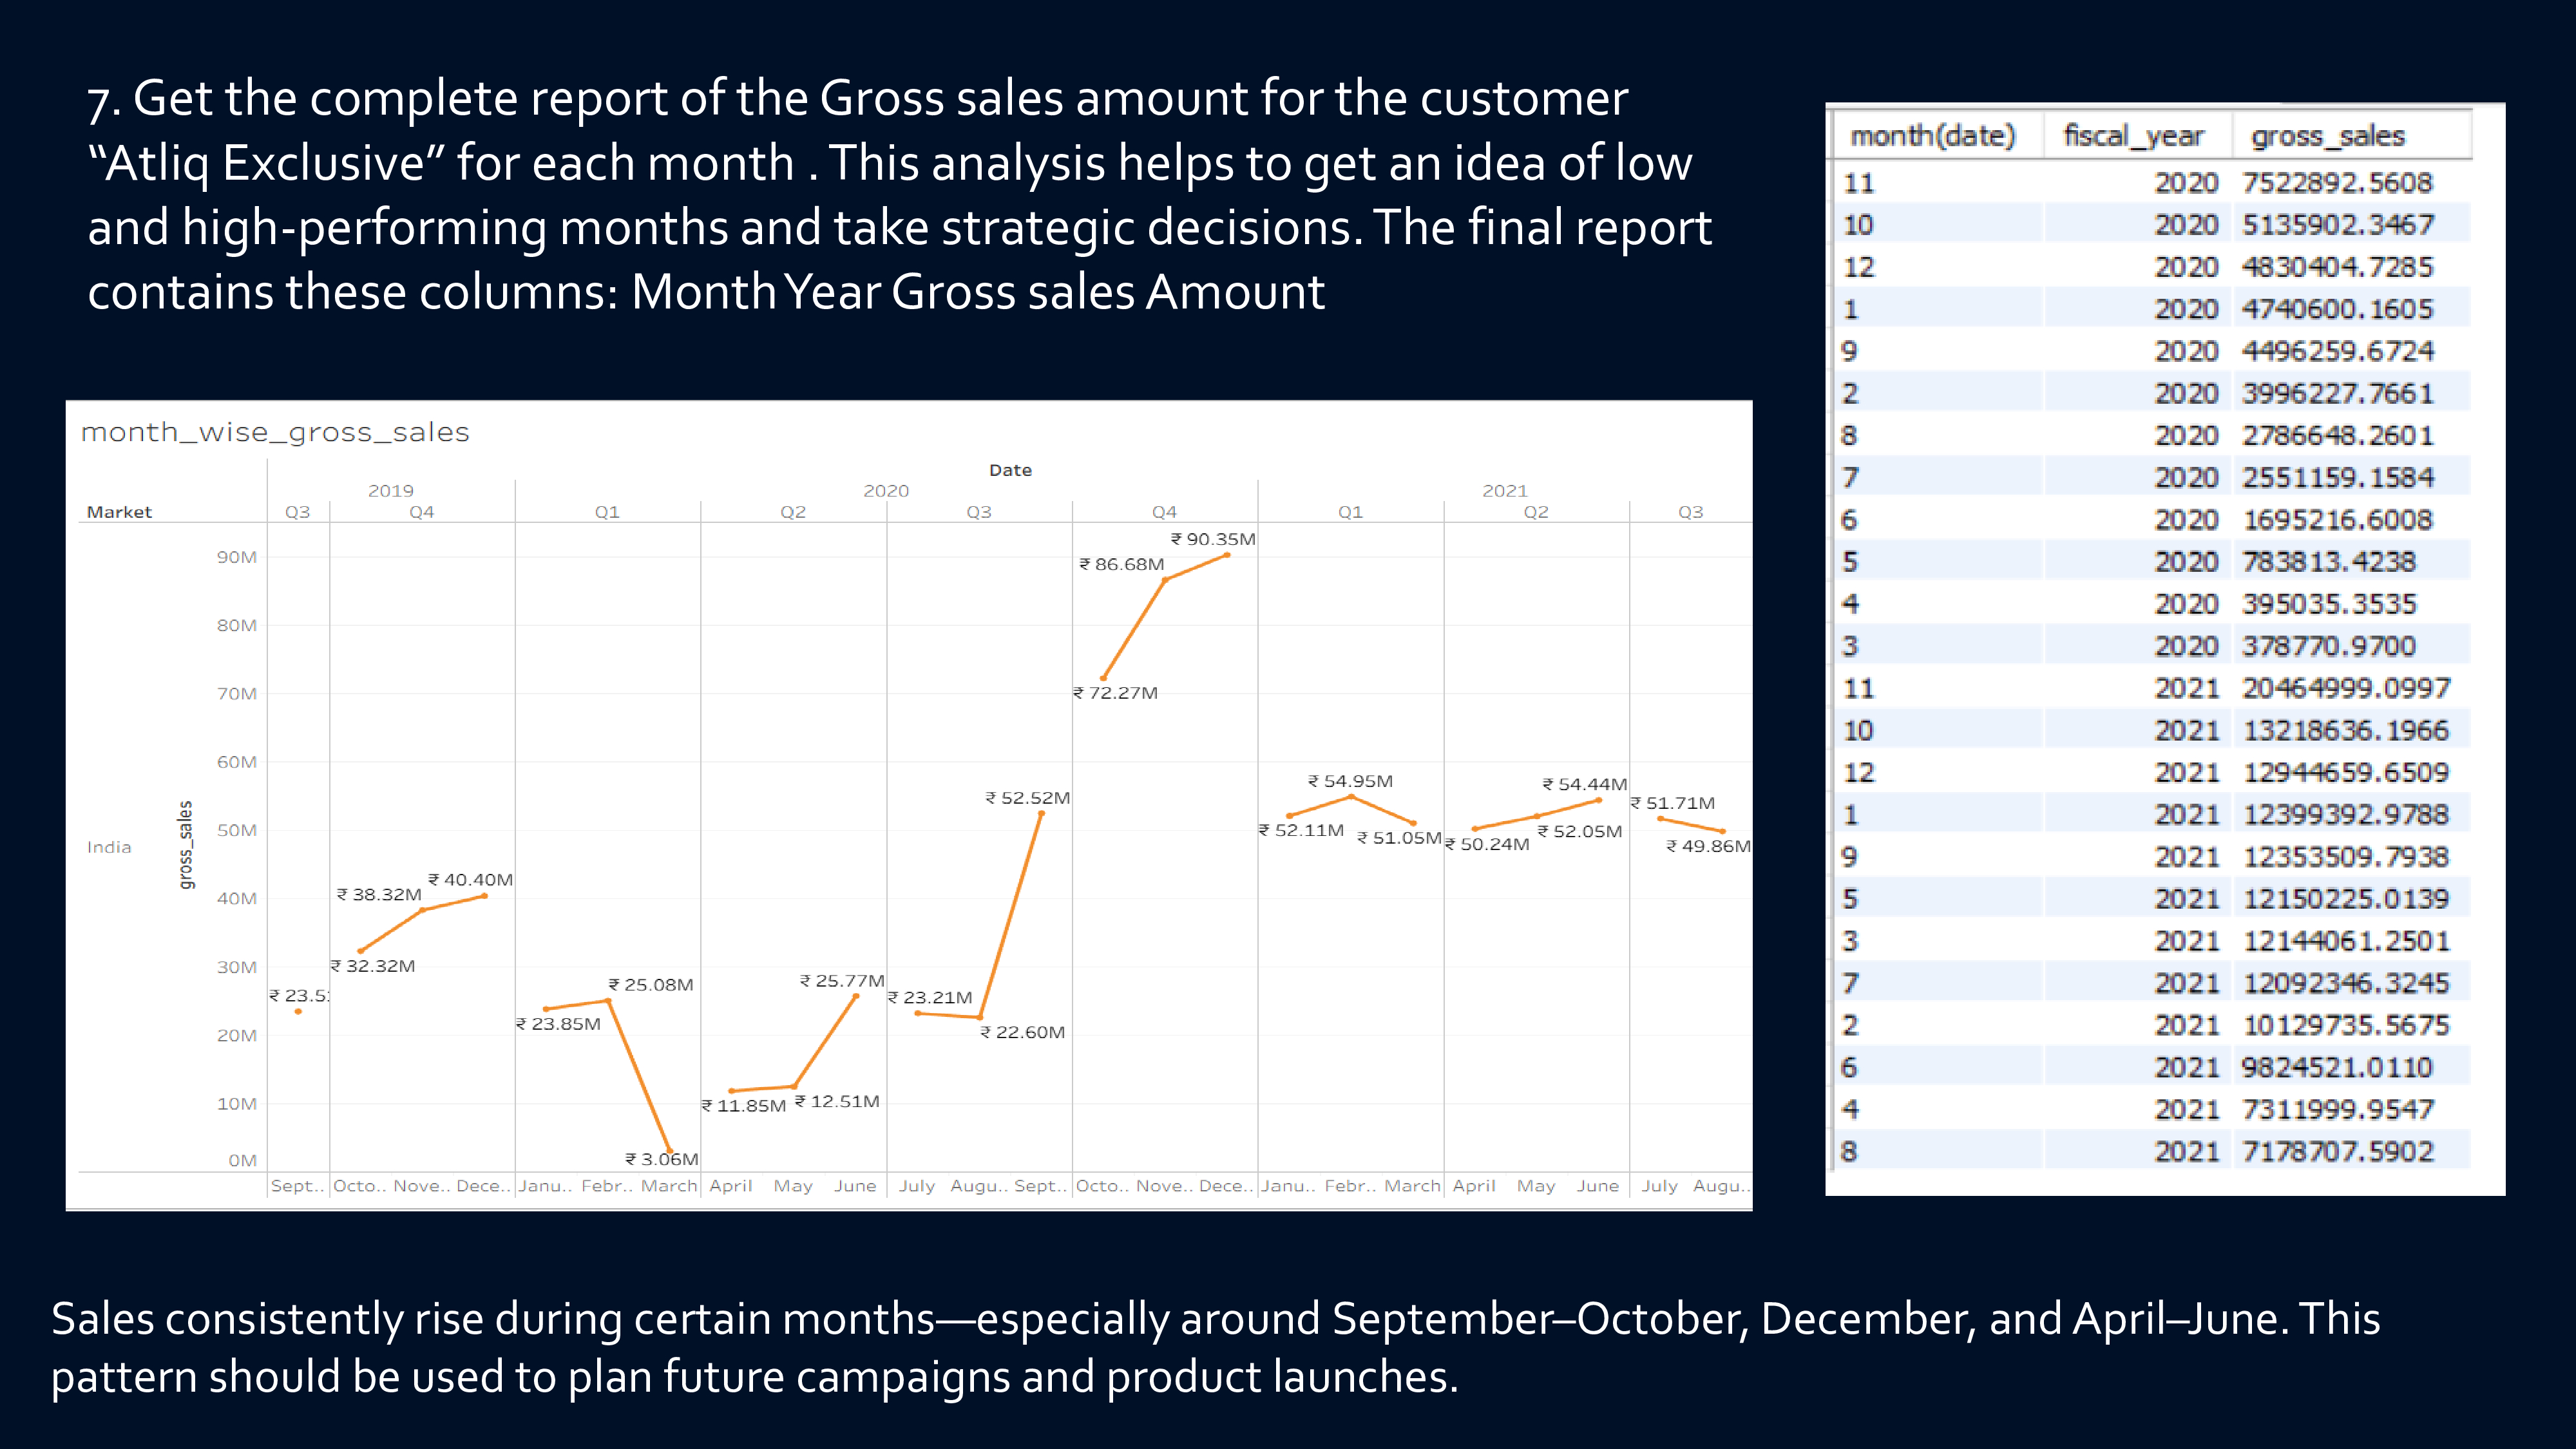 7. Get the complete report of the Gross sales amount for the customer
“Atliq Exclusive” for each month . This analysis helps to get an idea of low
and high-performing months and take strategic decisions. The final report
contains these columns: Month Year Gross sales Amount
month_wise_gross_sales
Date
2019 2020 2021
Market Q3 Q4 Q1 Q2 Q3 Q4 Q1 Q2 Q3
90M
80M
70M
60M
50M
40M
30M
20M
10M
0M
gross_sales
India
₹ 23.51
₹ 32.32M
₹ 38.32M
₹ 40.40M
₹ 23.85M
₹ 25.08M
₹ 3.06M
₹ 11.85M
₹ 12.51M
₹ 25.77M
₹ 23.21M
₹ 22.60M
₹ 52.52M
₹ 72.27M
₹ 86.68M
₹ 90.35M
₹ 52.11M
₹ 54.95M
₹ 51.05M
₹ 50.24M
₹ 52.05M
₹ 54.44M
₹ 51.71M
₹ 49.86M
Sept.. Octo.. Nove.. Dece.. Janu.. Febr.. March April May June July Augu.. Sept.. Octo.. Nove.. Dece.. Janu.. Febr.. March April May June July Augu..
month(date) fiscal_year gross_sales
11 2020 7522892.5608
10 2020 5135902.3467
12 2020 4830404.7285
1 2020 4740600.1605
9 2020 4496259.6724
2 2020 3996227.7661
8 2020 2786648.2601
7 2020 2551159.1584
6 2020 1695216.6008
5 2020 783813.4238
4 2020 395035.3535
3 2020 378770.9700
11 2021 20464999.0997
10 2021 13218636.1966
12 2021 12944659.6509
1 2021 12399392.9788
9 2021 12353509.7938
5 2021 12150225.0139
3 2021 12144061.2501
7 2021 12092346.3245
2 2021 10129735.5675
6 2021 9824521.0110
4 2021 7311999.9547
8 2021 7178707.5902
Sales consistently rise during certain months—especially around September–October, December, and April–June. This
pattern should be used to plan future campaigns and product launches.